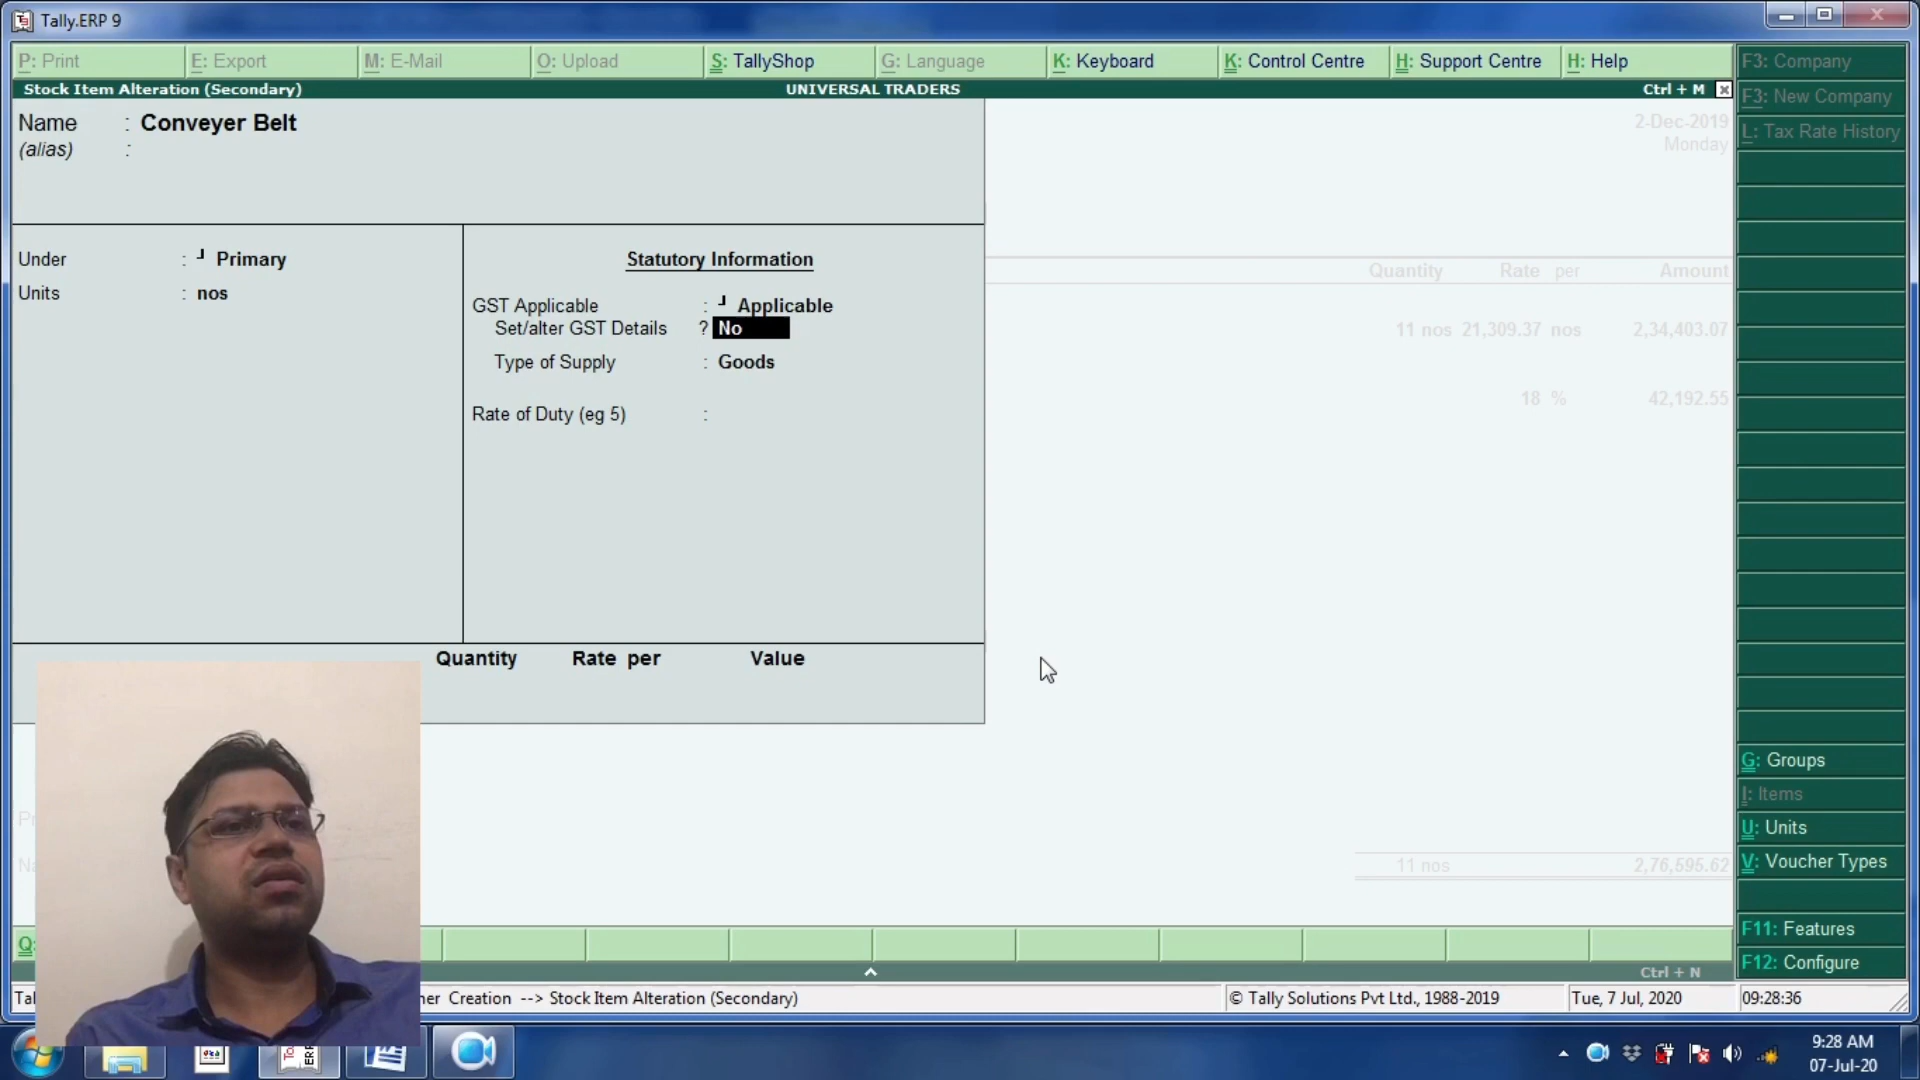 Tally.ERP 9
P: Print E: Export M: E-Mail O: Upload S: TallyShop G: Language K: Keyboard K: Control Centre H: Support Centre H: Help
F3: Company
Stock Item Alteration (Secondary) UNIVERSAL TRADERS Ctrl + M
F3: New Company
Name : Conveyer Belt
2-Dec-2019
L: Tax Rate History
(alias) :
Monday
Under : Primary
Statutory Information
Quantity Rate per Amount
Units : nos
GST Applicable : Applicable
Set/alter GST Details ? No
11 nos 21,309.37 nos 2,34,403.07
Type of Supply : Goods
18 % 42,192.55
Rate of Duty (eg 5) :
Quantity Rate per Value
G: Groups
I: Items
U: Units
V: Voucher Types
11 nos 2,76,595.62
F11: Features
Q:
F12: Configure
Ctrl + N
Creation --> Stock Item Alteration (Secondary) © Tally Solutions Pvt Ltd., 1988-2019 Tue, 7 Jul, 2020 09:28:36
9:28 AM
07-Jul-20